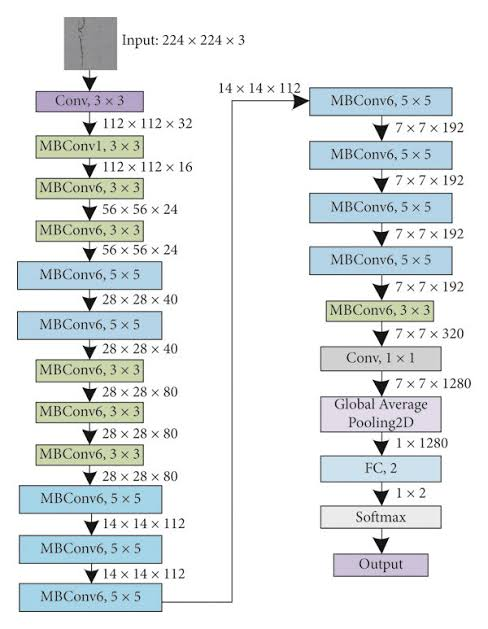 Input: 224 × 224 × 3
Conv, 3 × 3
112 × 112 × 32
MBConv1, 3 × 3
112 × 112 × 16
MBConv6, 3 × 3
56 × 56 × 24
MBConv6, 3 × 3
56 × 56 × 24
MBConv6, 5 × 5
28 × 28 × 40
MBConv6, 5 × 5
28 × 28 × 40
MBConv6, 3 × 3
28 × 28 × 80
MBConv6, 3 × 3
28 × 28 × 80
MBConv6, 3 × 3
28 × 28 × 80
MBConv6, 5 × 5
14 × 14 × 112
MBConv6, 5 × 5
14 × 14 × 112
MBConv6, 5 × 5
14 × 14 × 112
MBConv6, 5 × 5
7 × 7 × 192
MBConv6, 5 × 5
7 × 7 × 192
MBConv6, 5 × 5
7 × 7 × 192
MBConv6, 5 × 5
7 × 7 × 192
MBConv6, 3 × 3
7 × 7 × 320
Conv, 1 × 1
7 × 7 × 1280
Global Average
Pooling2D
1 × 1280
FC, 2
1 × 2
Softmax
Output